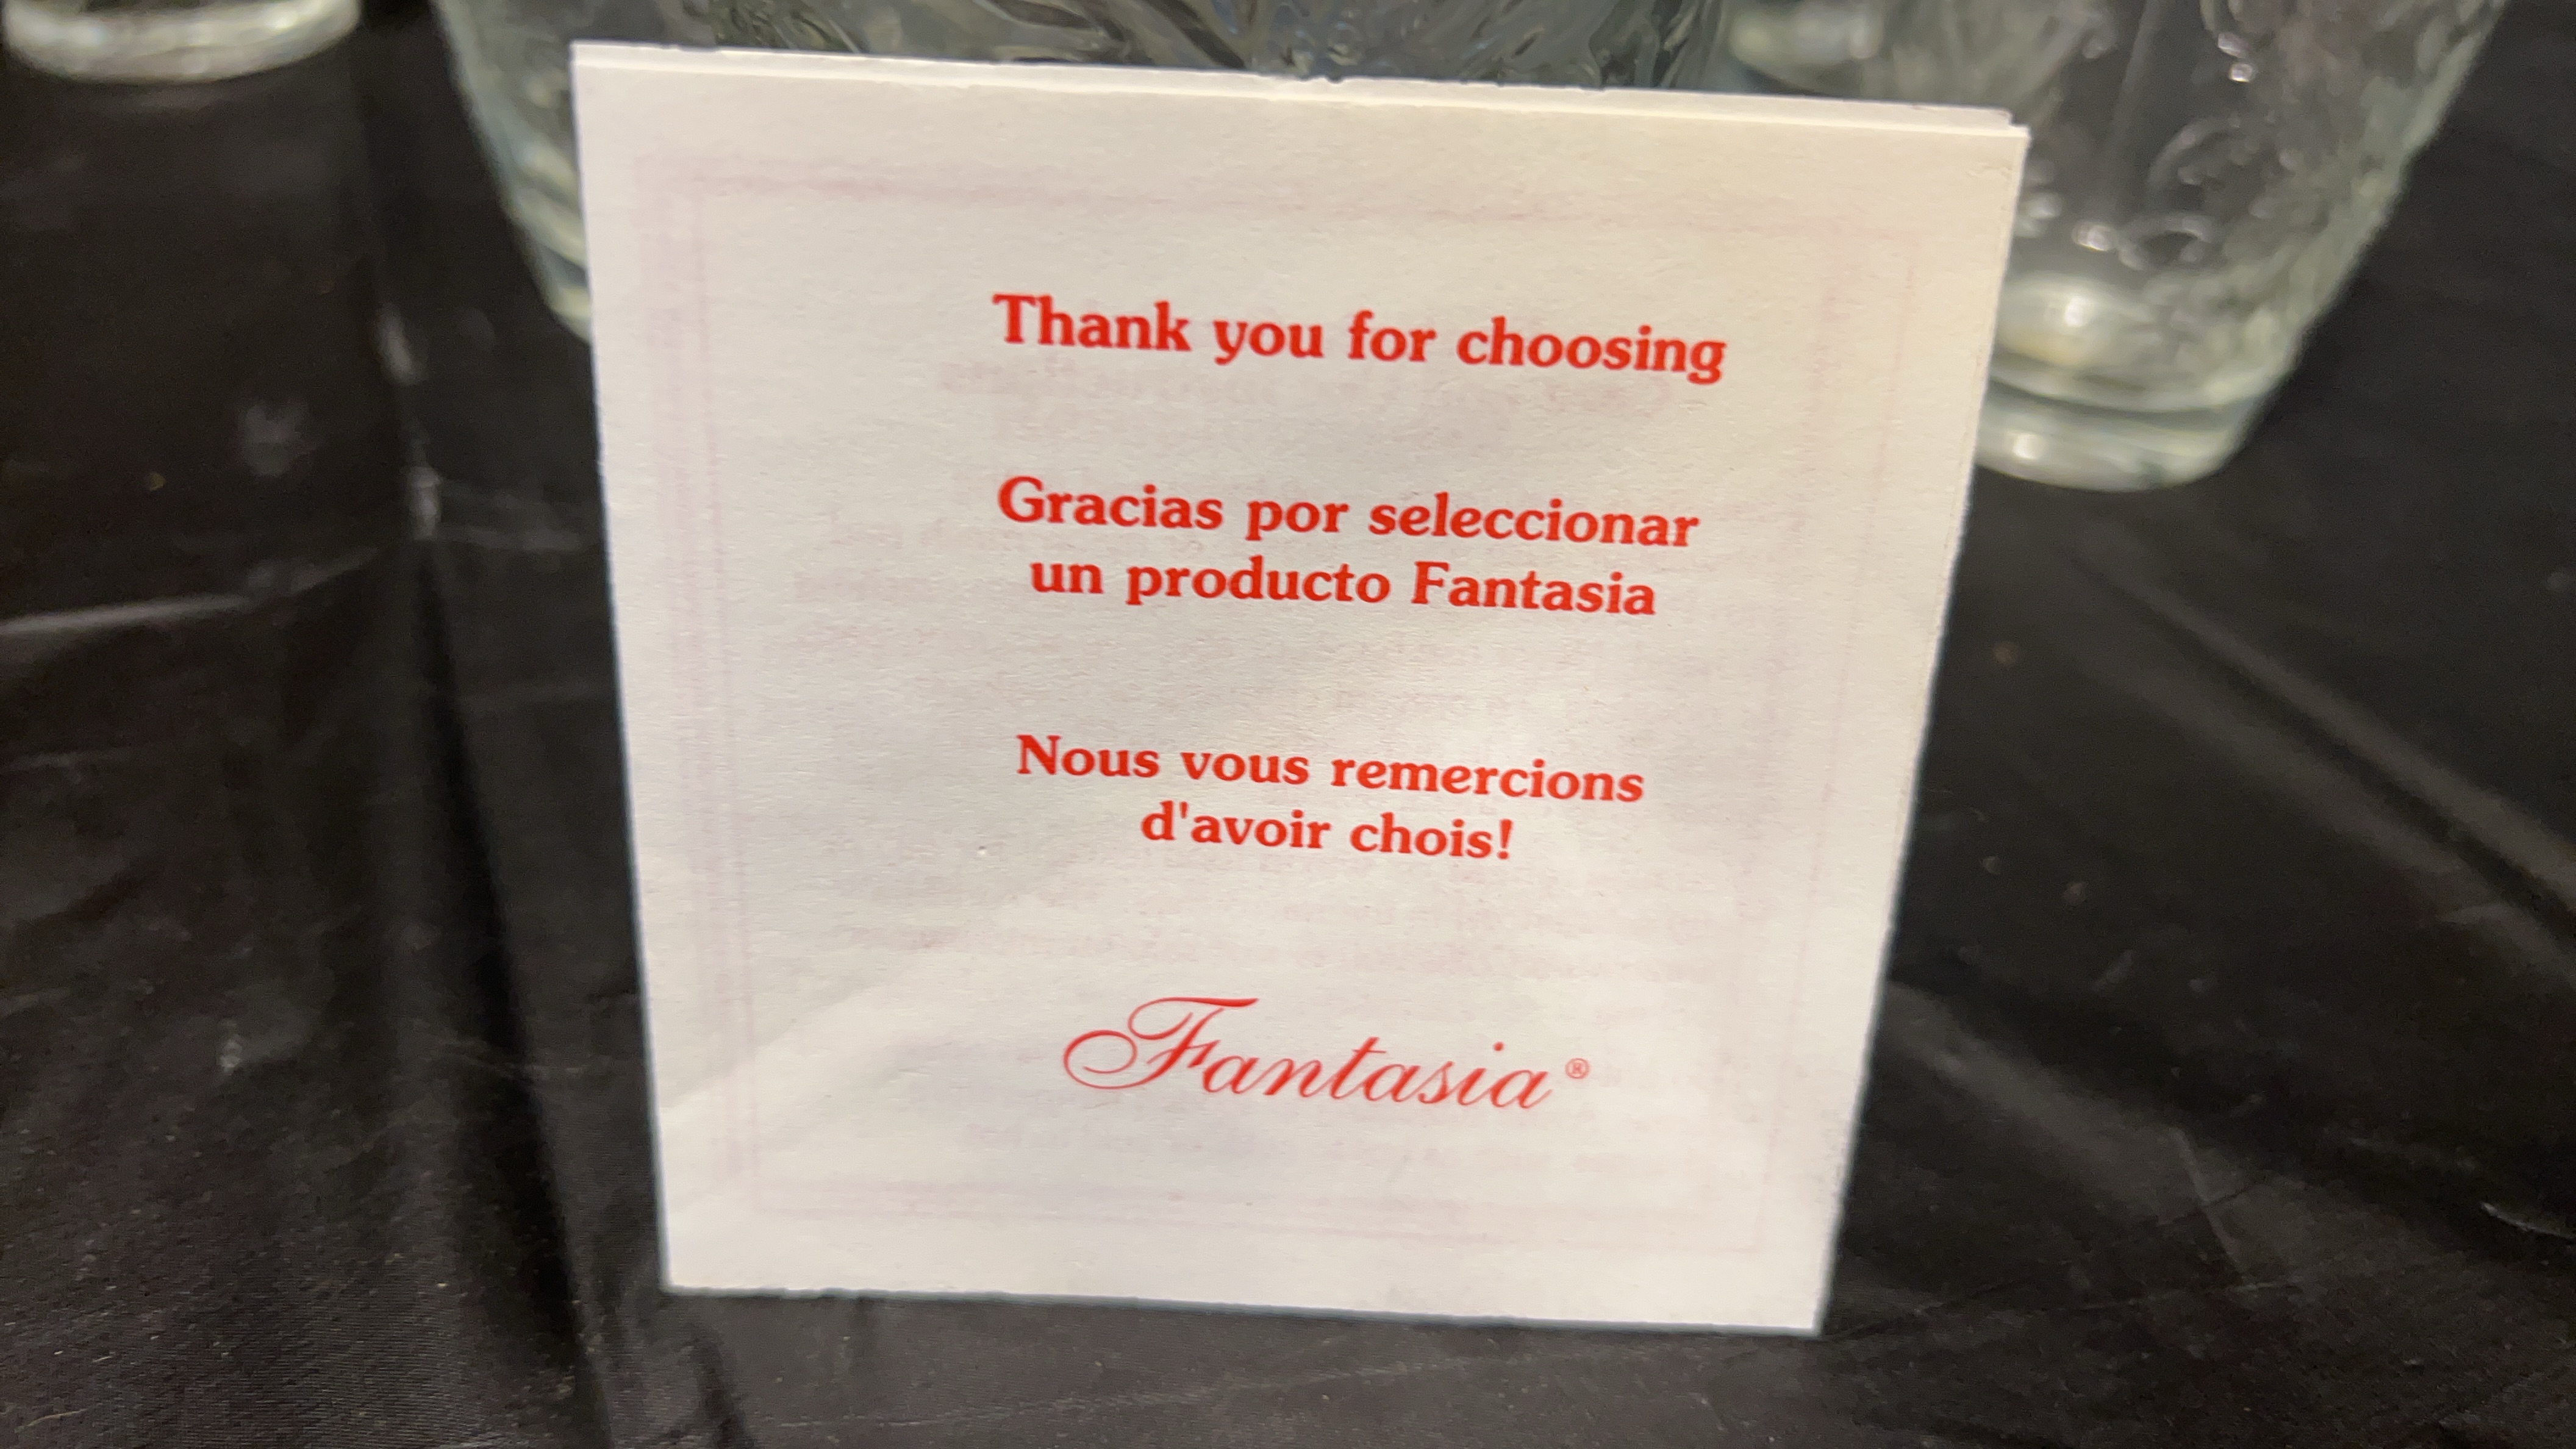 Thank you for choosing
Gracias por seleccionar
un producto Fantasia
Nous vous remercions
d'avoir chois!
Fantasia®